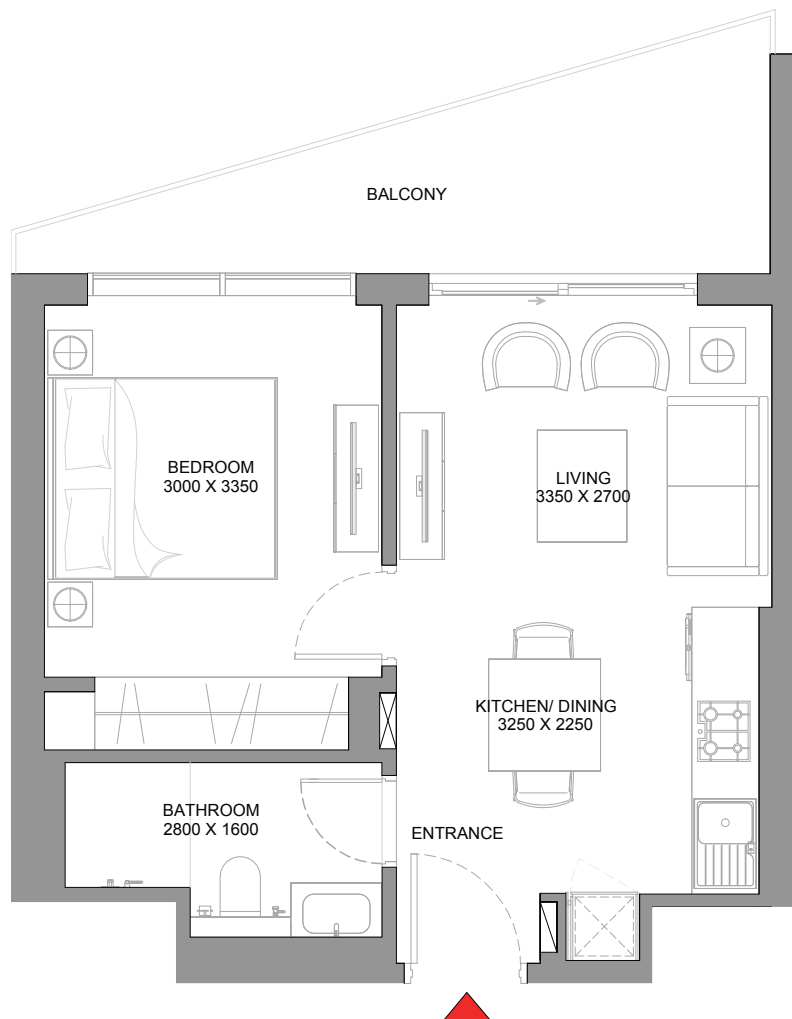 BALCONY
BEDROOM
3000 X 3350
LIVING
3350 X 2700
KITCHEN/ DINING
3250 X 2250
BATHROOM
2800 X 1600
ENTRANCE